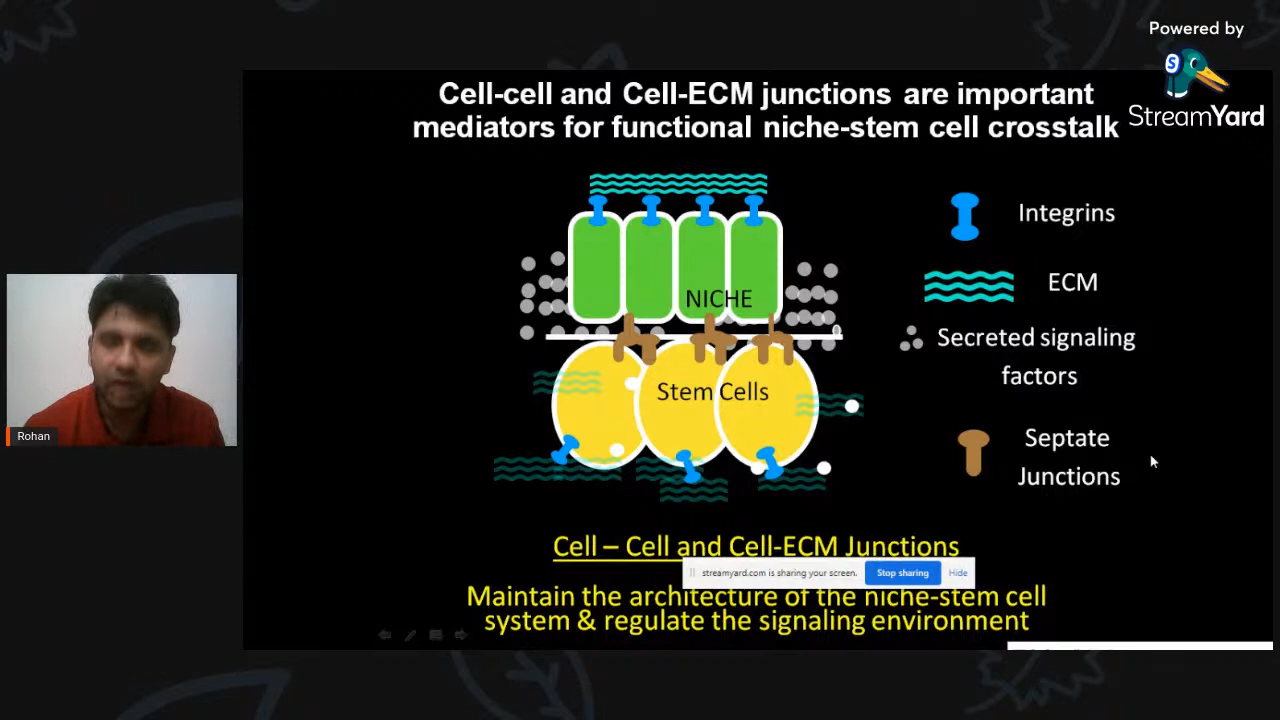 Powered by
StreamYard
Cell-cell and Cell-ECM junctions are important
mediators for functional niche-stem cell crosstalk
Integrins
ECM
Secreted signaling
factors
Septate
Junctions
NICHE
Stem Cells
Rohan
Cell – Cell and Cell-ECM Junctions
streamyard.com is sharing your screen.
Stop sharing
Hide
Maintain the architecture of the niche-stem cell
system & regulate the signaling environment